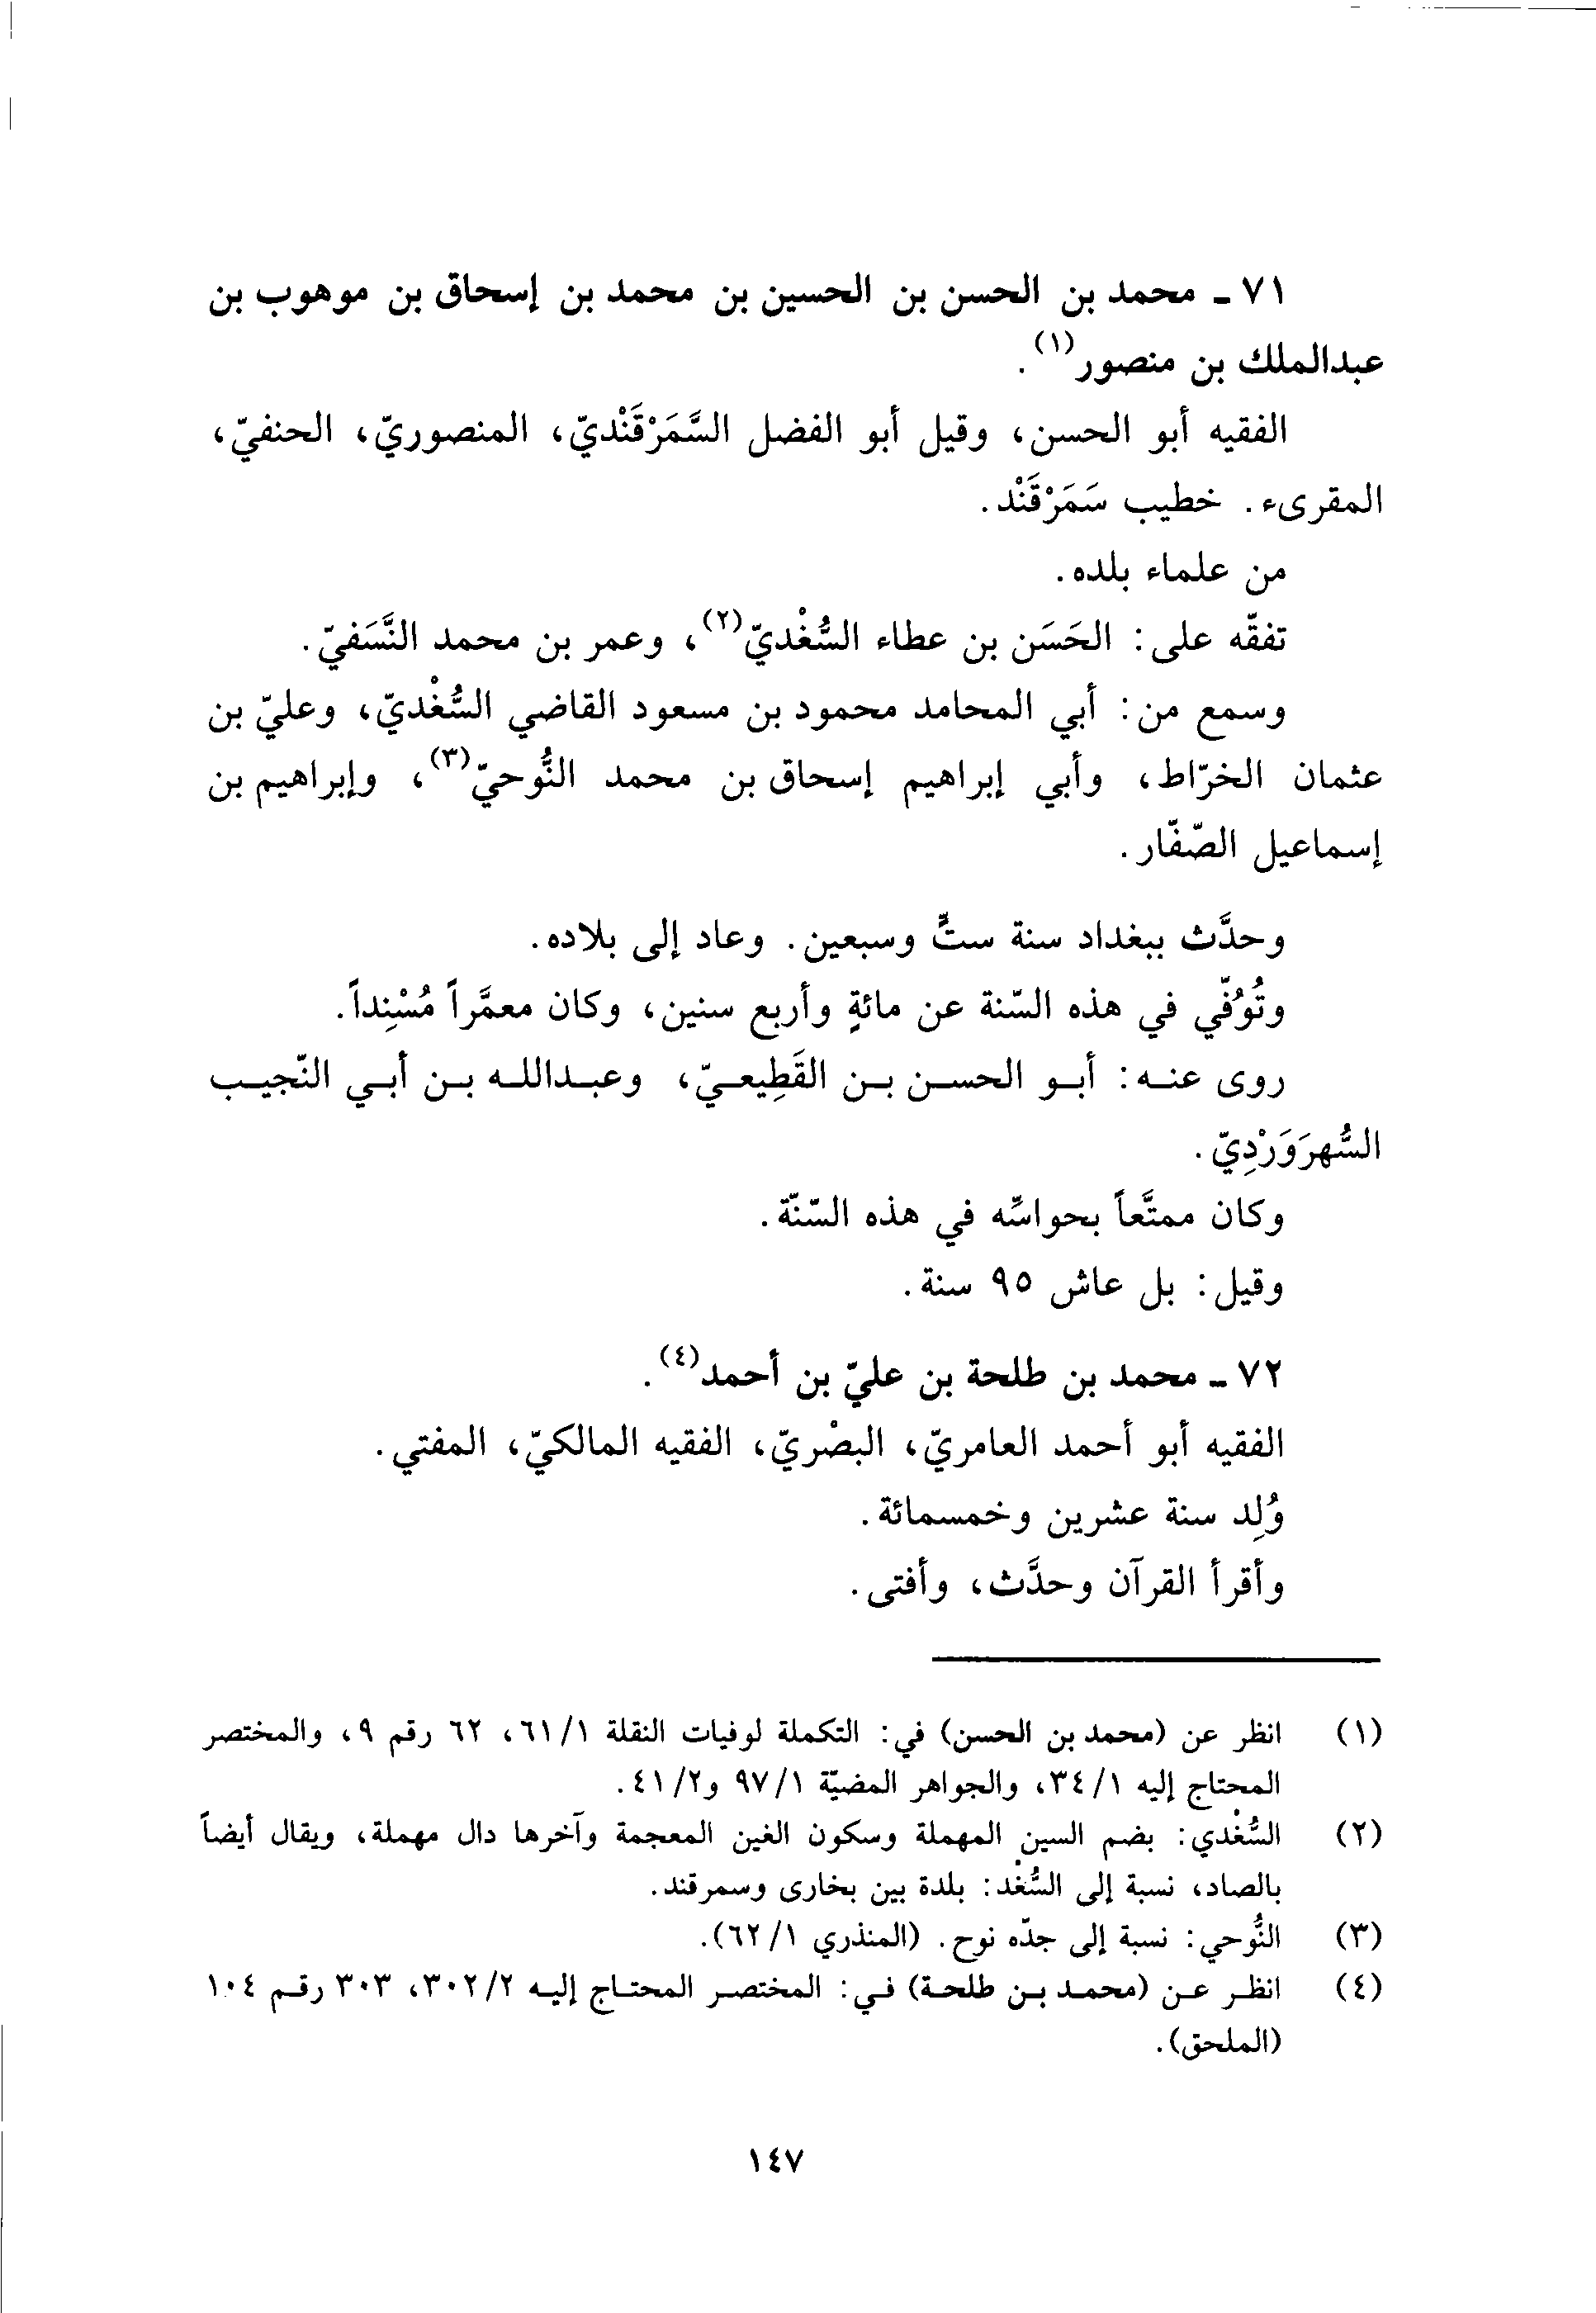 ٧١ ـ محمد بن الحسن بن الحسين بن محمد بن إسحاق بن موهوب بن
عبدالملك بن منصور(١).
الفقيه أبو الحسن، وقيل أبو الفضل السَّمَرْقَنْديّ، المنصوريّ، الحنفيّ،
المقرىء. خطيب سَمَرْقَنْد.
من علماء بلده.
تفقّه على: الحَسَن بن عطاء السُّغْديّ(٢)، وعمر بن محمد النَّسَفيّ.
وسمع من: أبي المحامد محمود بن مسعود القاضي السُّغْديّ، وعليّ بن
عثمان الخرّاط، وأبي إبراهيم إسحاق بن محمد النُّوحيّ(٣)، وإبراهيم بن
إسماعيل الصّفّار.
وحدَّث ببغداد سنة ستٍّ وسبعين. وعاد إلى بلاده.
وتُوُفّي في هذه السّنة عن مائةٍ وأربع سنين، وكان معمَّراً مُسْنِداً.
روى عنه: أبو الحسن بن القَطِيعيّ، وعبدالله بن أبي النّجيب
السُّهرَوَرْدِيّ.
وكان ممتَّعاً بحواسِّه في هذه السّنّة.
وقيل: بل عاش ٩٥ سنة.
٧٢ ـ محمد بن طلحة بن عليّ بن أحمد(٤).
الفقيه أبو أحمد العامريّ، البصْريّ، الفقيه المالكيّ، المفتي.
وُلِد سنة عشرين وخمسمائة.
وأقرأ القرآن وحدَّث، وأفتى.
(١) انظر عن (محمد بن الحسن) في: التكملة لوفيات النقلة ١/ ٦١، ٦٢ رقم ٩، والمختصر
المحتاج إليه ١/ ٣٤، والجواهر المضيّة ١/ ٩٧ و٢/ ٤١.
(٢) السُّغْدي: بضم السين المهملة وسكون الغين المعجمة وآخرها دال مهملة، ويقال أيضاً
بالصاد، نسبة إلى السُّغْد: بلدة بين بخارى وسمرقند.
(٣) النُّوحي: نسبة إلى جدّه نوح. (المنذري ١/ ٦٢).
(٤) انظر عن (محمد بن طلحة) في: المختصر المحتاج إليه ٢/ ٣٠٢، ٣٠٣ رقم ١٠٤
(الملحق).
١٤٧